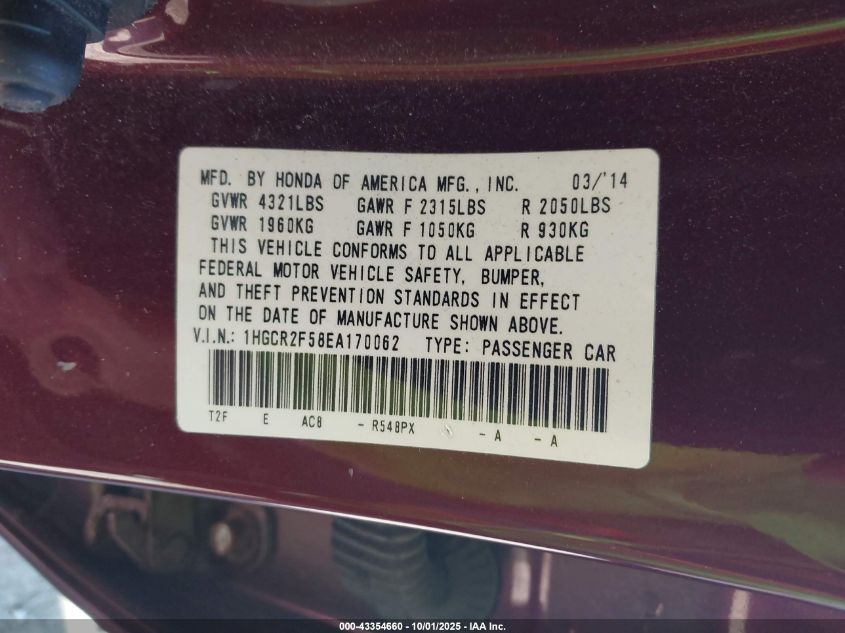 MFD. BY HONDA OF AMERICA MFG., INC. 03/'14
GVWR 4321LBS GAWR F 2315LBS R 2050LBS
GVWR 1960KG GAWR F 1050KG R 930KG
THIS VEHICLE CONFORMS TO ALL APPLICABLE
FEDERAL MOTOR VEHICLE SAFETY, BUMPER,
AND THEFT PREVENTION STANDARDS IN EFFECT
ON THE DATE OF MANUFACTURE SHOWN ABOVE.
V.I.N.: 1HGCR2F58EA170062 TYPE: PASSENGER CAR
T2F E AC8 - R548PX - A - A
000-43354660 - 10/01/2025 - IAA Inc.